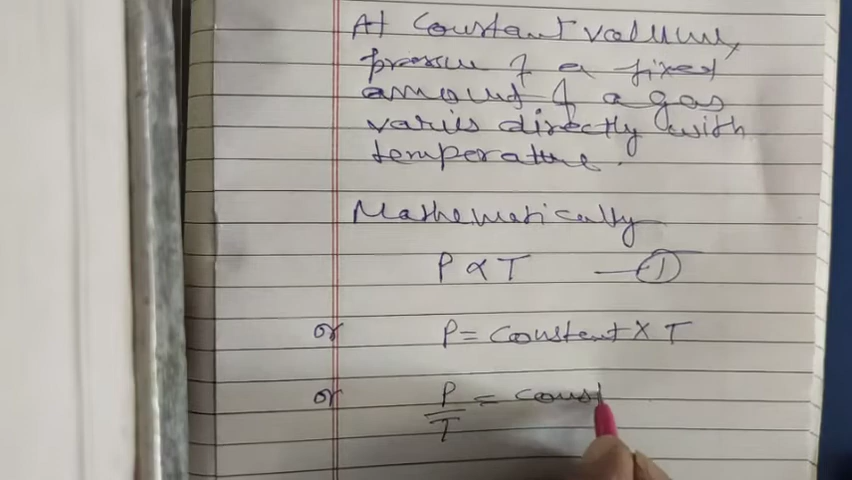 At constant volume,
pressure of a fixed
amount of a gas
varies directly with
temperature.
Mathematically
P ∝ T — 1
or P = constant × T
or P/T = const